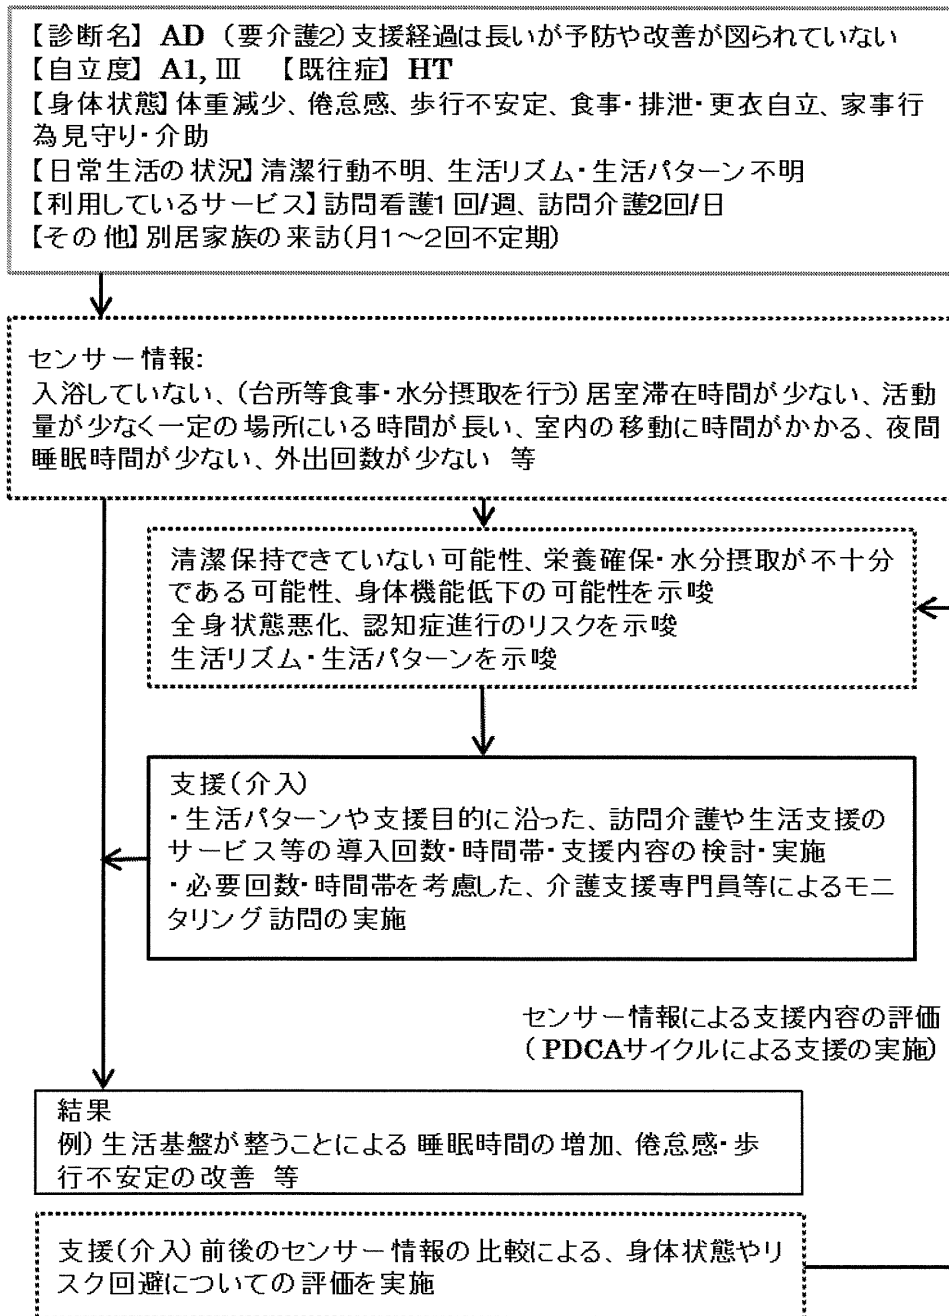 【診断名】 AD （要介護2）支援経過は長いが予防や改善が図られていない
【自立度】 A1, Ⅲ 【既往症】 HT
【身体状態】体重減少、倦怠感、歩行不安定、食事・排泄・更衣自立、家事行
為見守り・介助
【日常生活の状況】清潔行動不明、生活リズム・生活パターン不明
【利用しているサービス】訪問看護1回/週、訪問介護2回/日
【その他】別居家族の来訪（月1～2回不定期）
センサー情報：
入浴していない、（台所等食事・水分摂取を行う）居室滞在時間が少ない、活動
量が少なく一定の場所にいる時間が長い、室内の移動に時間がかかる、夜間
睡眠時間が少ない、外出回数が少ない 等
清潔保持できていない可能性、栄養確保・水分摂取が不十分
である可能性、身体機能低下の可能性を示唆
全身状態悪化、認知症進行のリスクを示唆
生活リズム・生活パターンを示唆
支援（介入）
・生活パターンや支援目的に沿った、訪問介護や生活支援の
サービス等の導入回数・時間帯・支援内容の検討・実施
・必要回数・時間帯を考慮した、介護支援専門員等によるモニ
タリング訪問の実施
センサー情報による支援内容の評価
（PDCAサイクルによる支援の実施）
結果
例）生活基盤が整うことによる 睡眠時間の増加、倦怠感・歩
行不安定の改善 等
支援（介入）前後のセンサー情報の比較による、身体状態やリ
スク回避についての評価を実施